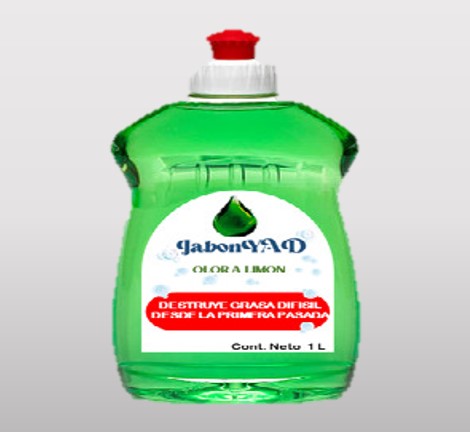 JabonYAD
OLOR A LIMON
DESTRUYE GRASA DIFISIL
DESDE LA PRIMERA PASADA
Cont. Neto 1 L